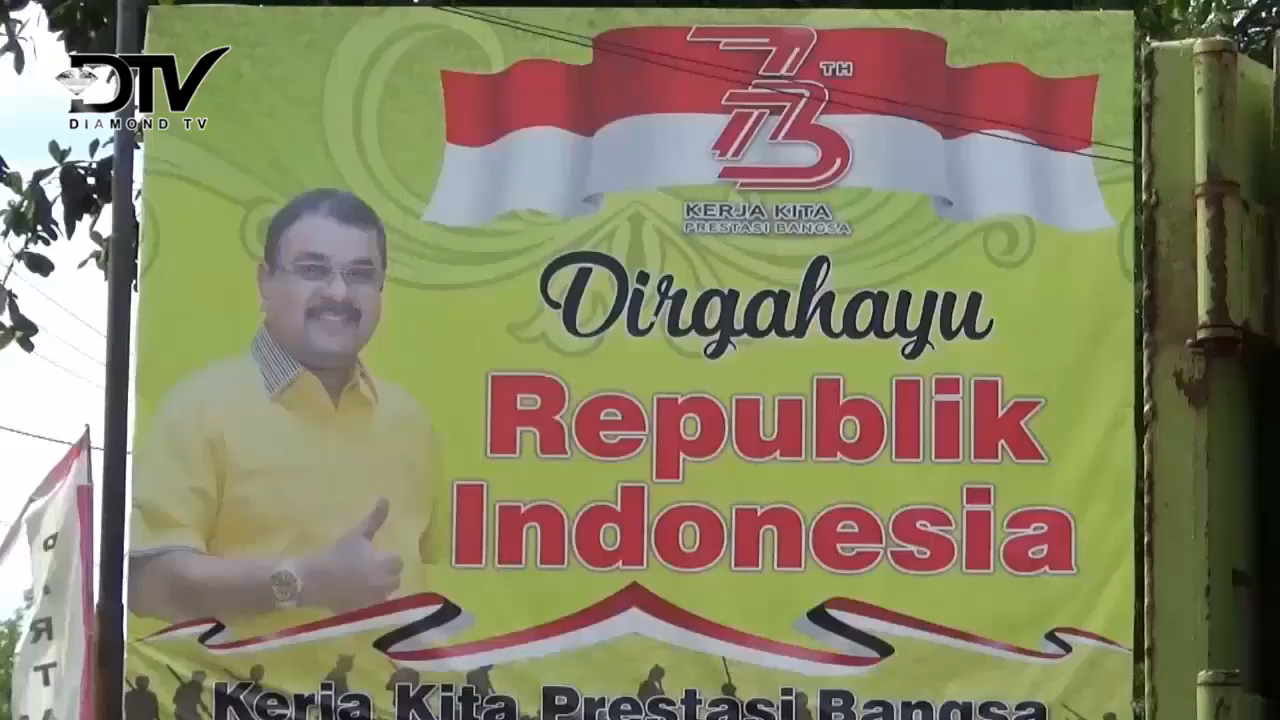 DTV
DIAMOND TV
73 TH
KERJA KITA
PRESTASI BANGSA
Dirgahayu
Republik
Indonesia
Kerja Kita Prestasi Bangsa